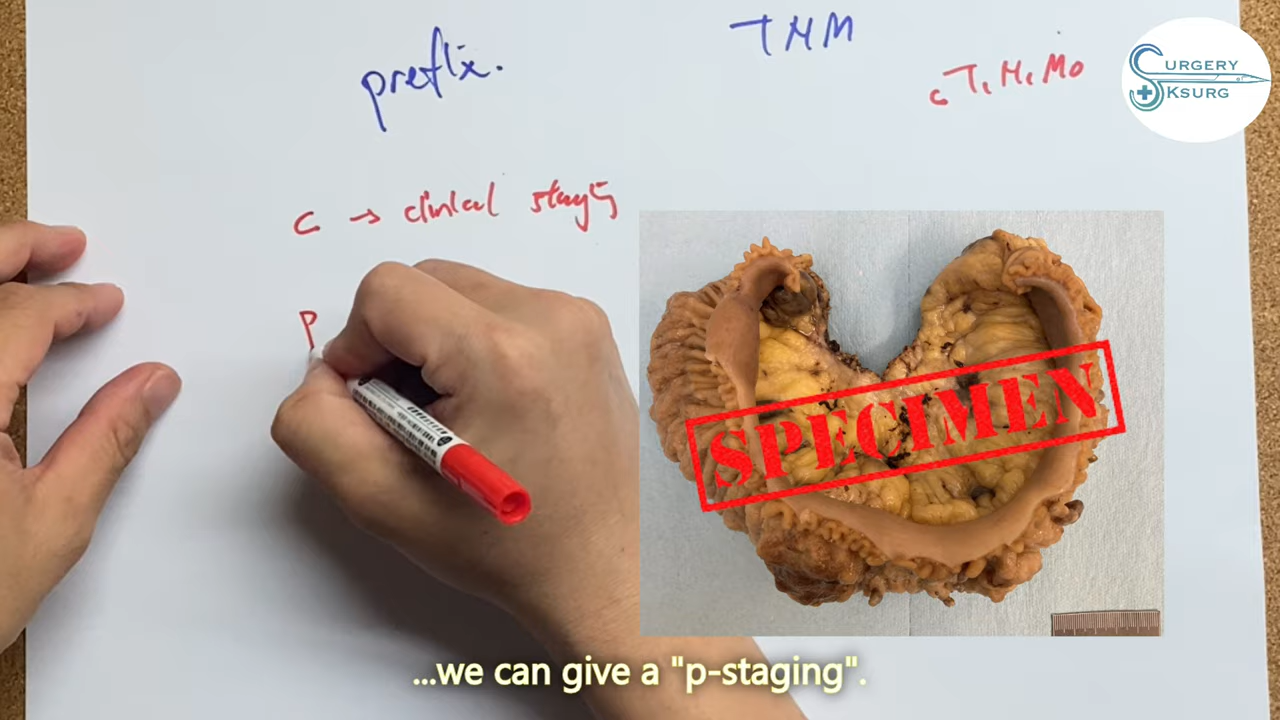 prefix.
TNM
cT1N1M0
SURGERY
KSURG
c → clinical staging
P
SPECIMEN
...we can give a "p-staging".